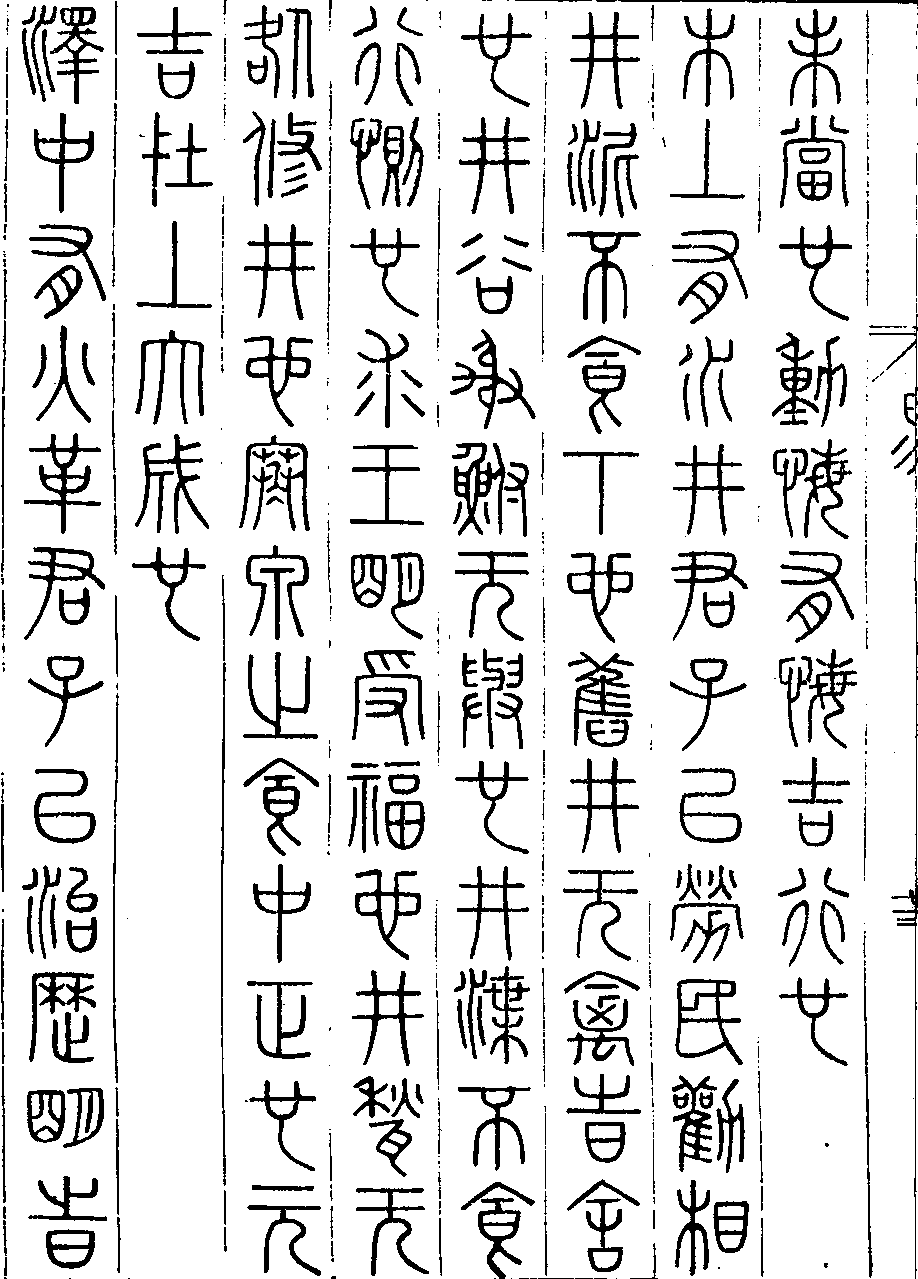 未當也動悔有悔吉行也
木上有水井君子以勞民勸相
井泥不食下也舊井无禽時舍
也井谷射鮒无與也井渫不食
行惻也求王明受福也井甃无
咎修井也寒泉之食中正也元
吉在上大成也
澤中有火革君子以治歷明時